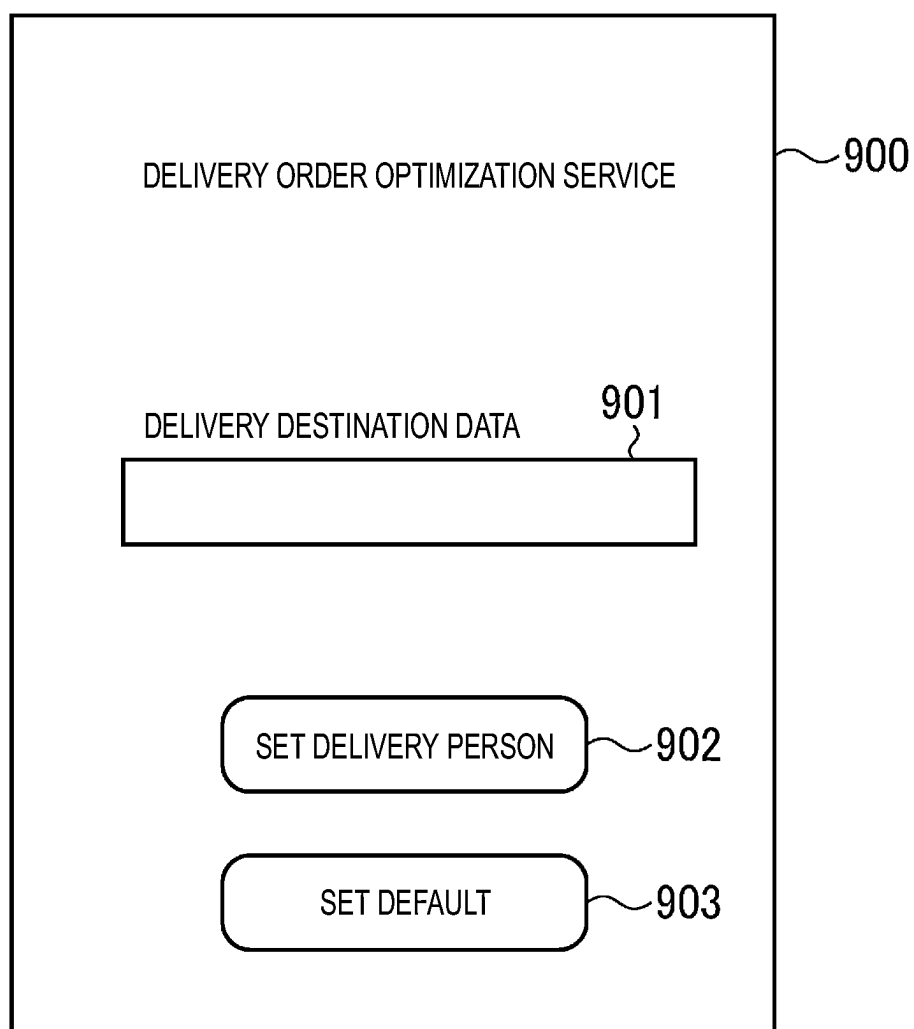 900
DELIVERY ORDER OPTIMIZATION SERVICE
901
DELIVERY DESTINATION DATA
SET DELIVERY PERSON
902
SET DEFAULT
903